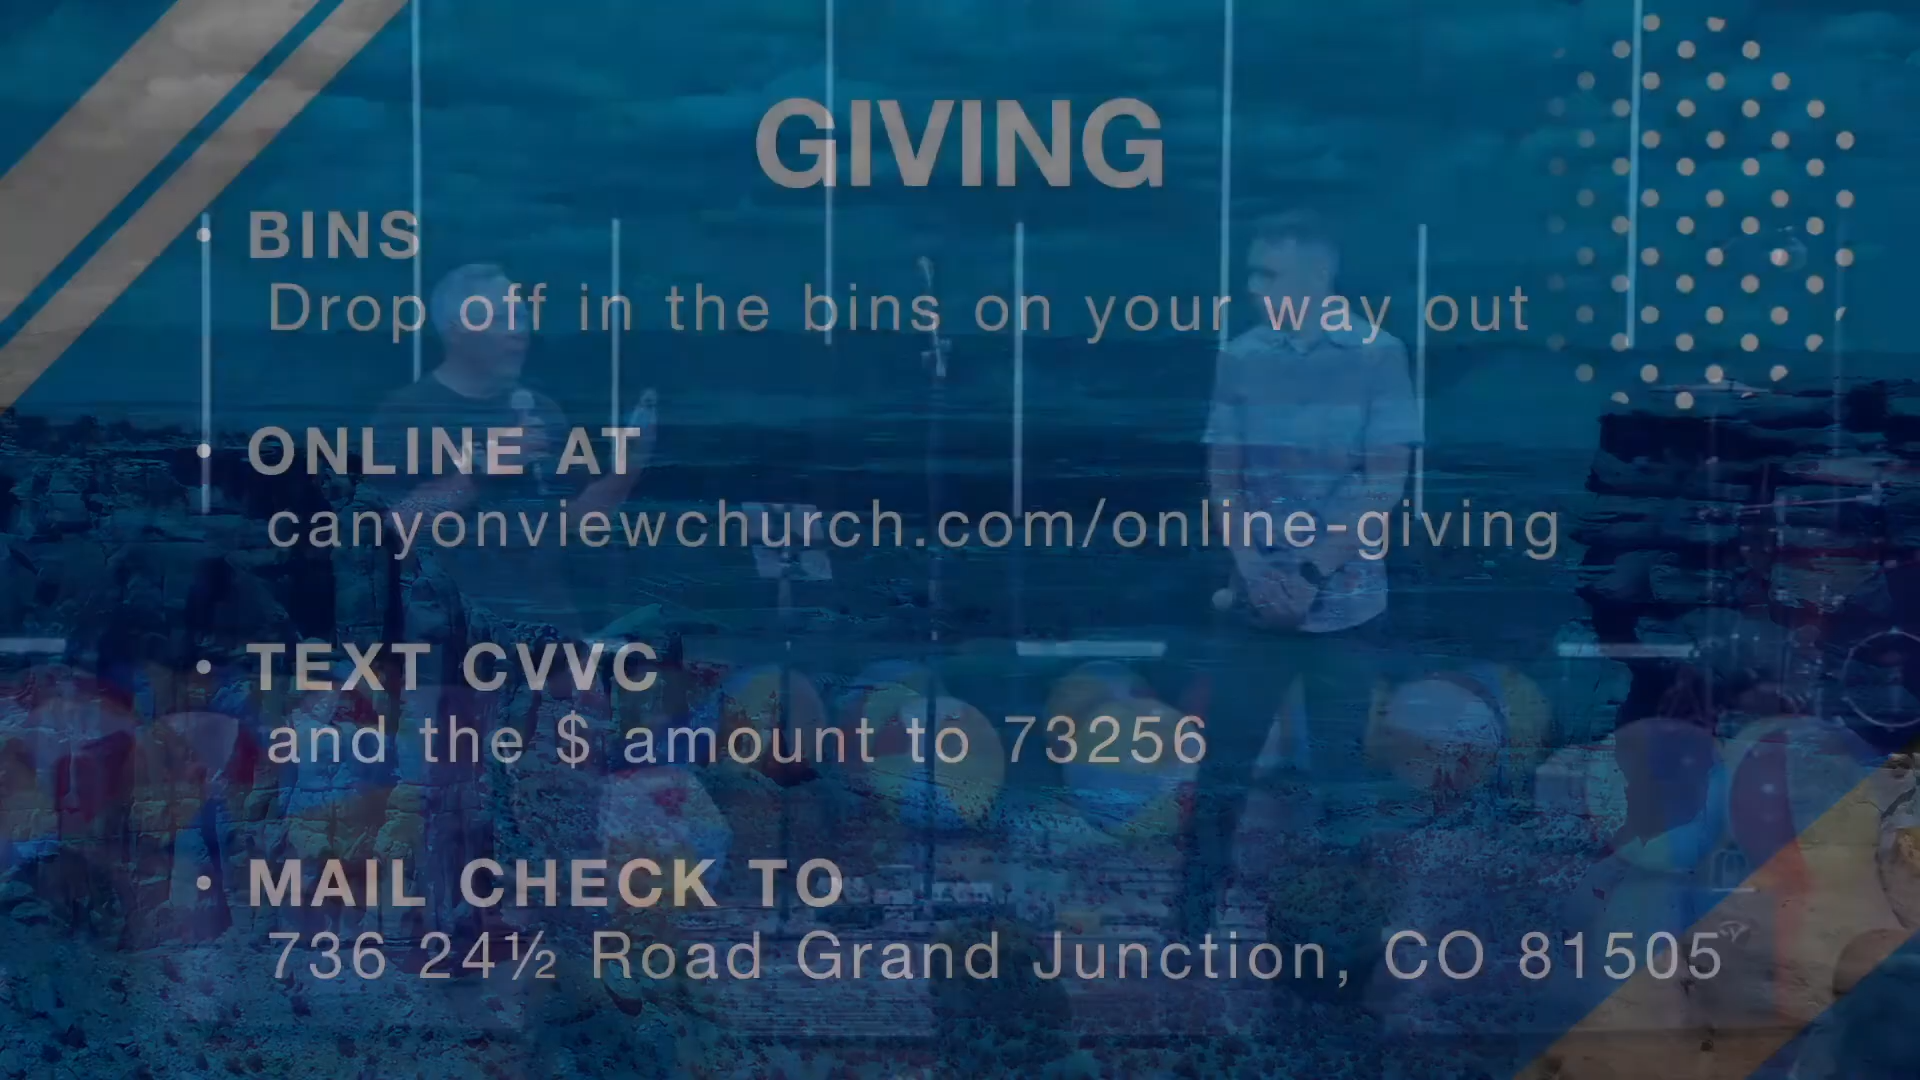 GIVING
• BINS
Drop off in the bins on your way out
• ONLINE AT
canyonviewchurch.com/online-giving
• TEXT CVVC
and the $ amount to 73256
• MAIL CHECK TO
736 24½ Road Grand Junction, CO 81505